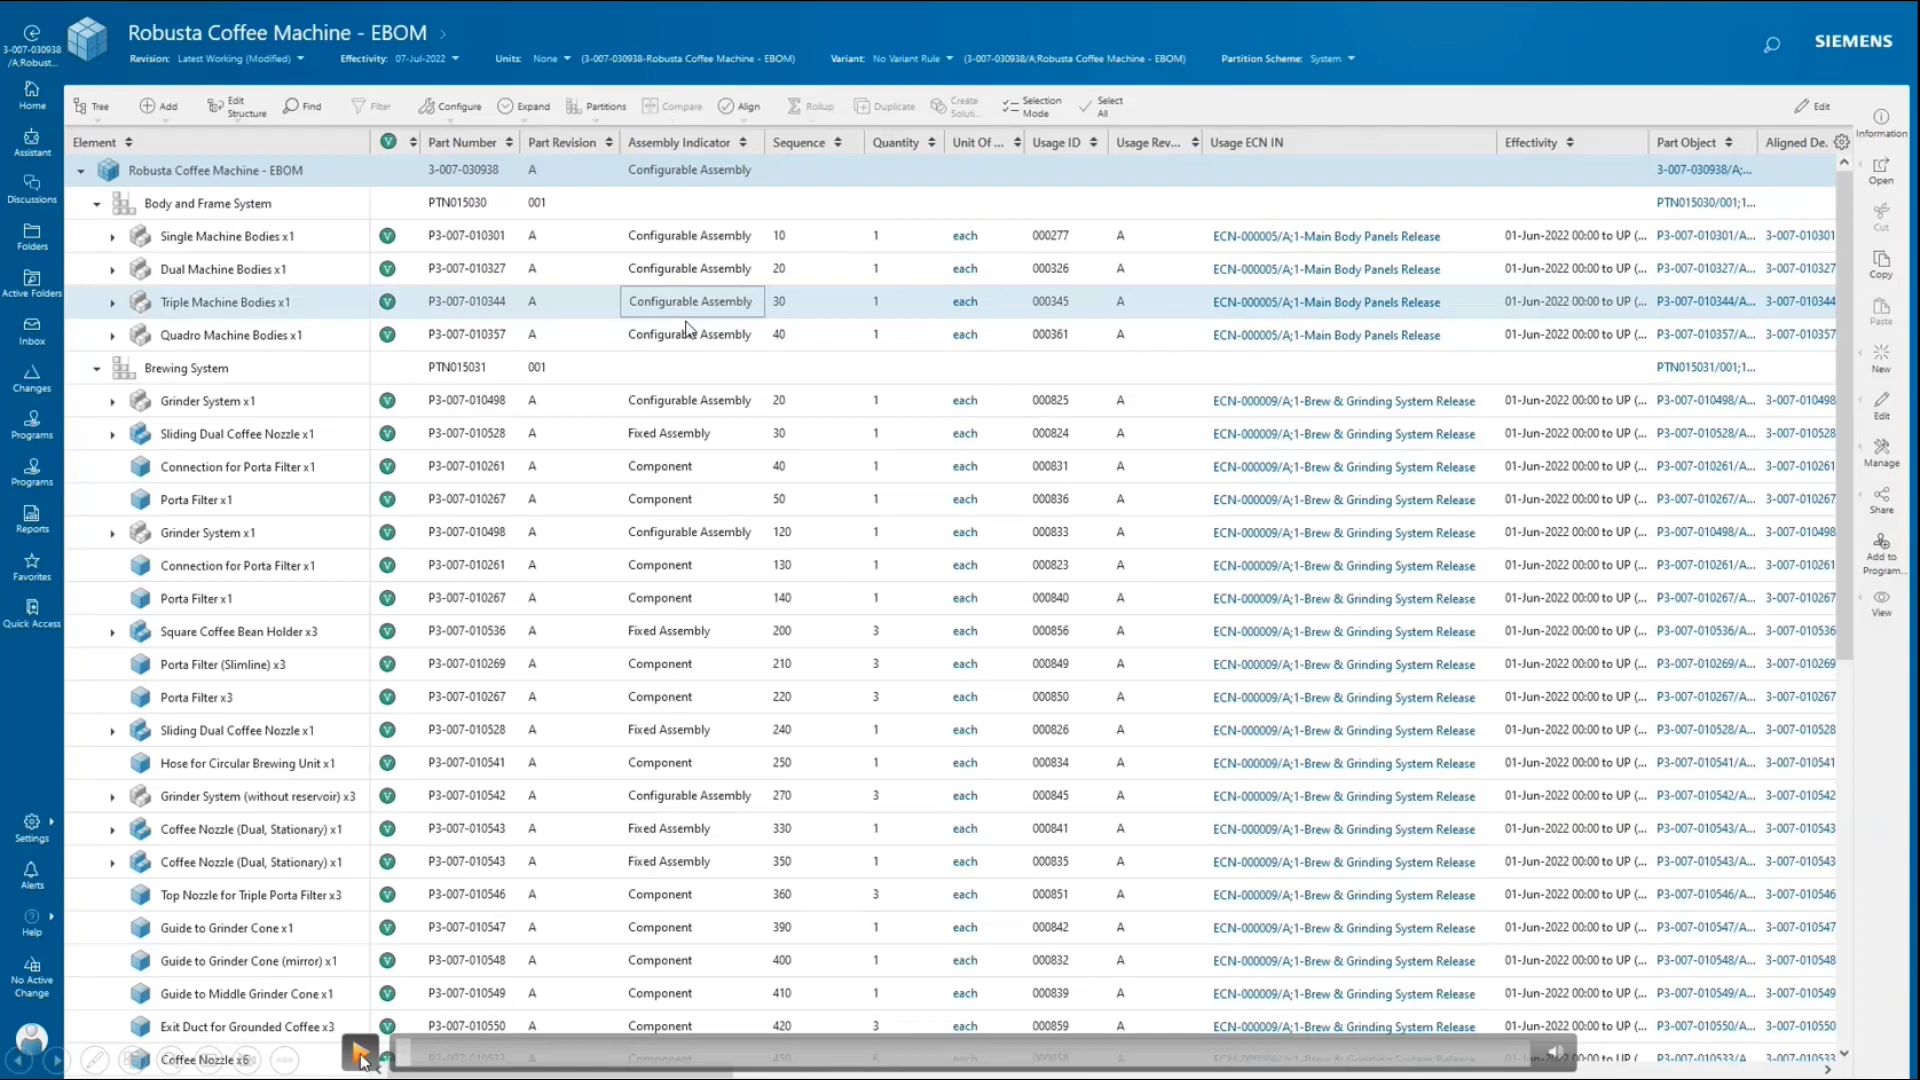 Robusta Coffee Machine - EBOM
Revision: Latest Working (Modified) Effectivity: 07-Jul-2022 Units: None (3-007-030938-Robusta Coffee Machine - EBOM) Variant: No Variant Rule (3-007-030938/A;Robusta Coffee Machine - EBOM) Partition Scheme: System
SIEMENS
3-007-030938
/A;Robust...
Home
Assistant
Discussions
Folders
Active Folders
Inbox
Changes
Programs
Programs
Reports
Favorites
Quick Access
Settings
Alerts
Help
No Active
Change
Tree Add Edit Structure Find Filter Configure Expand Partitions Compare Align Rollup Duplicate Create Soluti... Selection Mode Select All Edit
Element V Part Number Part Revision Assembly Indicator Sequence Quantity Unit Of ... Usage ID Usage Rev... Usage ECN IN Effectivity Part Object Aligned De.
Robusta Coffee Machine - EBOM 3-007-030938 A Configurable Assembly 3-007-030938/A;...
Body and Frame System PTN015030 001 PTN015030/001;1...
Single Machine Bodies x1 V P3-007-010301 A Configurable Assembly 10 1 each 000277 A ECN-000005/A;1-Main Body Panels Release 01-Jun-2022 00:00 to UP (... P3-007-010301/A... 3-007-010301
Dual Machine Bodies x1 V P3-007-010327 A Configurable Assembly 20 1 each 000326 A ECN-000005/A;1-Main Body Panels Release 01-Jun-2022 00:00 to UP (... P3-007-010327/A... 3-007-010327
Triple Machine Bodies x1 V P3-007-010344 A Configurable Assembly 30 1 each 000345 A ECN-000005/A;1-Main Body Panels Release 01-Jun-2022 00:00 to UP (... P3-007-010344/A... 3-007-010344
Quadro Machine Bodies x1 V P3-007-010357 A Configurable Assembly 40 1 each 000361 A ECN-000005/A;1-Main Body Panels Release 01-Jun-2022 00:00 to UP (... P3-007-010357/A... 3-007-010357
Brewing System PTN015031 001 PTN015031/001;1...
Grinder System x1 V P3-007-010498 A Configurable Assembly 20 1 each 000825 A ECN-000009/A;1-Brew & Grinding System Release 01-Jun-2022 00:00 to UP (... P3-007-010498/A... 3-007-010498
Sliding Dual Coffee Nozzle x1 V P3-007-010528 A Fixed Assembly 30 1 each 000824 A ECN-000009/A;1-Brew & Grinding System Release 01-Jun-2022 00:00 to UP (... P3-007-010528/A... 3-007-010528
Connection for Porta Filter x1 V P3-007-010261 A Component 40 1 each 000831 A ECN-000009/A;1-Brew & Grinding System Release 01-Jun-2022 00:00 to UP (... P3-007-010261/A... 3-007-010261
Porta Filter x1 V P3-007-010267 A Component 50 1 each 000836 A ECN-000009/A;1-Brew & Grinding System Release 01-Jun-2022 00:00 to UP (... P3-007-010267/A... 3-007-010267
Grinder System x1 V P3-007-010498 A Configurable Assembly 120 1 each 000833 A ECN-000009/A;1-Brew & Grinding System Release 01-Jun-2022 00:00 to UP (... P3-007-010498/A... 3-007-010498
Connection for Porta Filter x1 V P3-007-010261 A Component 130 1 each 000823 A ECN-000009/A;1-Brew & Grinding System Release 01-Jun-2022 00:00 to UP (... P3-007-010261/A... 3-007-010261
Porta Filter x1 V P3-007-010267 A Component 140 1 each 000840 A ECN-000009/A;1-Brew & Grinding System Release 01-Jun-2022 00:00 to UP (... P3-007-010267/A... 3-007-010267
Square Coffee Bean Holder x3 V P3-007-010536 A Fixed Assembly 200 3 each 000856 A ECN-000009/A;1-Brew & Grinding System Release 01-Jun-2022 00:00 to UP (... P3-007-010536/A... 3-007-010536
Porta Filter (Slimline) x3 V P3-007-010269 A Component 210 3 each 000849 A ECN-000009/A;1-Brew & Grinding System Release 01-Jun-2022 00:00 to UP (... P3-007-010269/A... 3-007-010269
Porta Filter x3 V P3-007-010267 A Component 220 3 each 000850 A ECN-000009/A;1-Brew & Grinding System Release 01-Jun-2022 00:00 to UP (... P3-007-010267/A... 3-007-010267
Sliding Dual Coffee Nozzle x1 V P3-007-010528 A Fixed Assembly 240 1 each 000826 A ECN-000009/A;1-Brew & Grinding System Release 01-Jun-2022 00:00 to UP (... P3-007-010528/A... 3-007-010528
Hose for Circular Brewing Unit x1 V P3-007-010541 A Component 250 1 each 000834 A ECN-000009/A;1-Brew & Grinding System Release 01-Jun-2022 00:00 to UP (... P3-007-010541/A... 3-007-010541
Grinder System (without reservoir) x3 V P3-007-010542 A Configurable Assembly 270 3 each 000845 A ECN-000009/A;1-Brew & Grinding System Release 01-Jun-2022 00:00 to UP (... P3-007-010542/A... 3-007-010542
Coffee Nozzle (Dual, Stationary) x1 V P3-007-010543 A Fixed Assembly 330 1 each 000841 A ECN-000009/A;1-Brew & Grinding System Release 01-Jun-2022 00:00 to UP (... P3-007-010543/A... 3-007-010543
Coffee Nozzle (Dual, Stationary) x1 V P3-007-010543 A Fixed Assembly 350 1 each 000835 A ECN-000009/A;1-Brew & Grinding System Release 01-Jun-2022 00:00 to UP (... P3-007-010543/A... 3-007-010543
Top Nozzle for Triple Porta Filter x3 V P3-007-010546 A Component 360 3 each 000851 A ECN-000009/A;1-Brew & Grinding System Release 01-Jun-2022 00:00 to UP (... P3-007-010546/A... 3-007-010546
Guide to Grinder Cone x1 V P3-007-010547 A Component 390 1 each 000842 A ECN-000009/A;1-Brew & Grinding System Release 01-Jun-2022 00:00 to UP (... P3-007-010547/A... 3-007-010547
Guide to Grinder Cone (mirror) x1 V P3-007-010548 A Component 400 1 each 000832 A ECN-000009/A;1-Brew & Grinding System Release 01-Jun-2022 00:00 to UP (... P3-007-010548/A... 3-007-010548
Guide to Middle Grinder Cone x1 V P3-007-010549 A Component 410 1 each 000839 A ECN-000009/A;1-Brew & Grinding System Release 01-Jun-2022 00:00 to UP (... P3-007-010549/A... 3-007-010549
Exit Duct for Grounded Coffee x3 V P3-007-010550 A Component 420 3 each 000859 A ECN-000009/A;1-Brew & Grinding System Release 01-Jun-2022 00:00 to UP (... P3-007-010550/A... 3-007-010550
Coffee Nozzle x6 P3-007-010533/A... 3-007-010533
Information
Open
Cut
Copy
Paste
New
Edit
Manage
Share
Add to
Program...
View